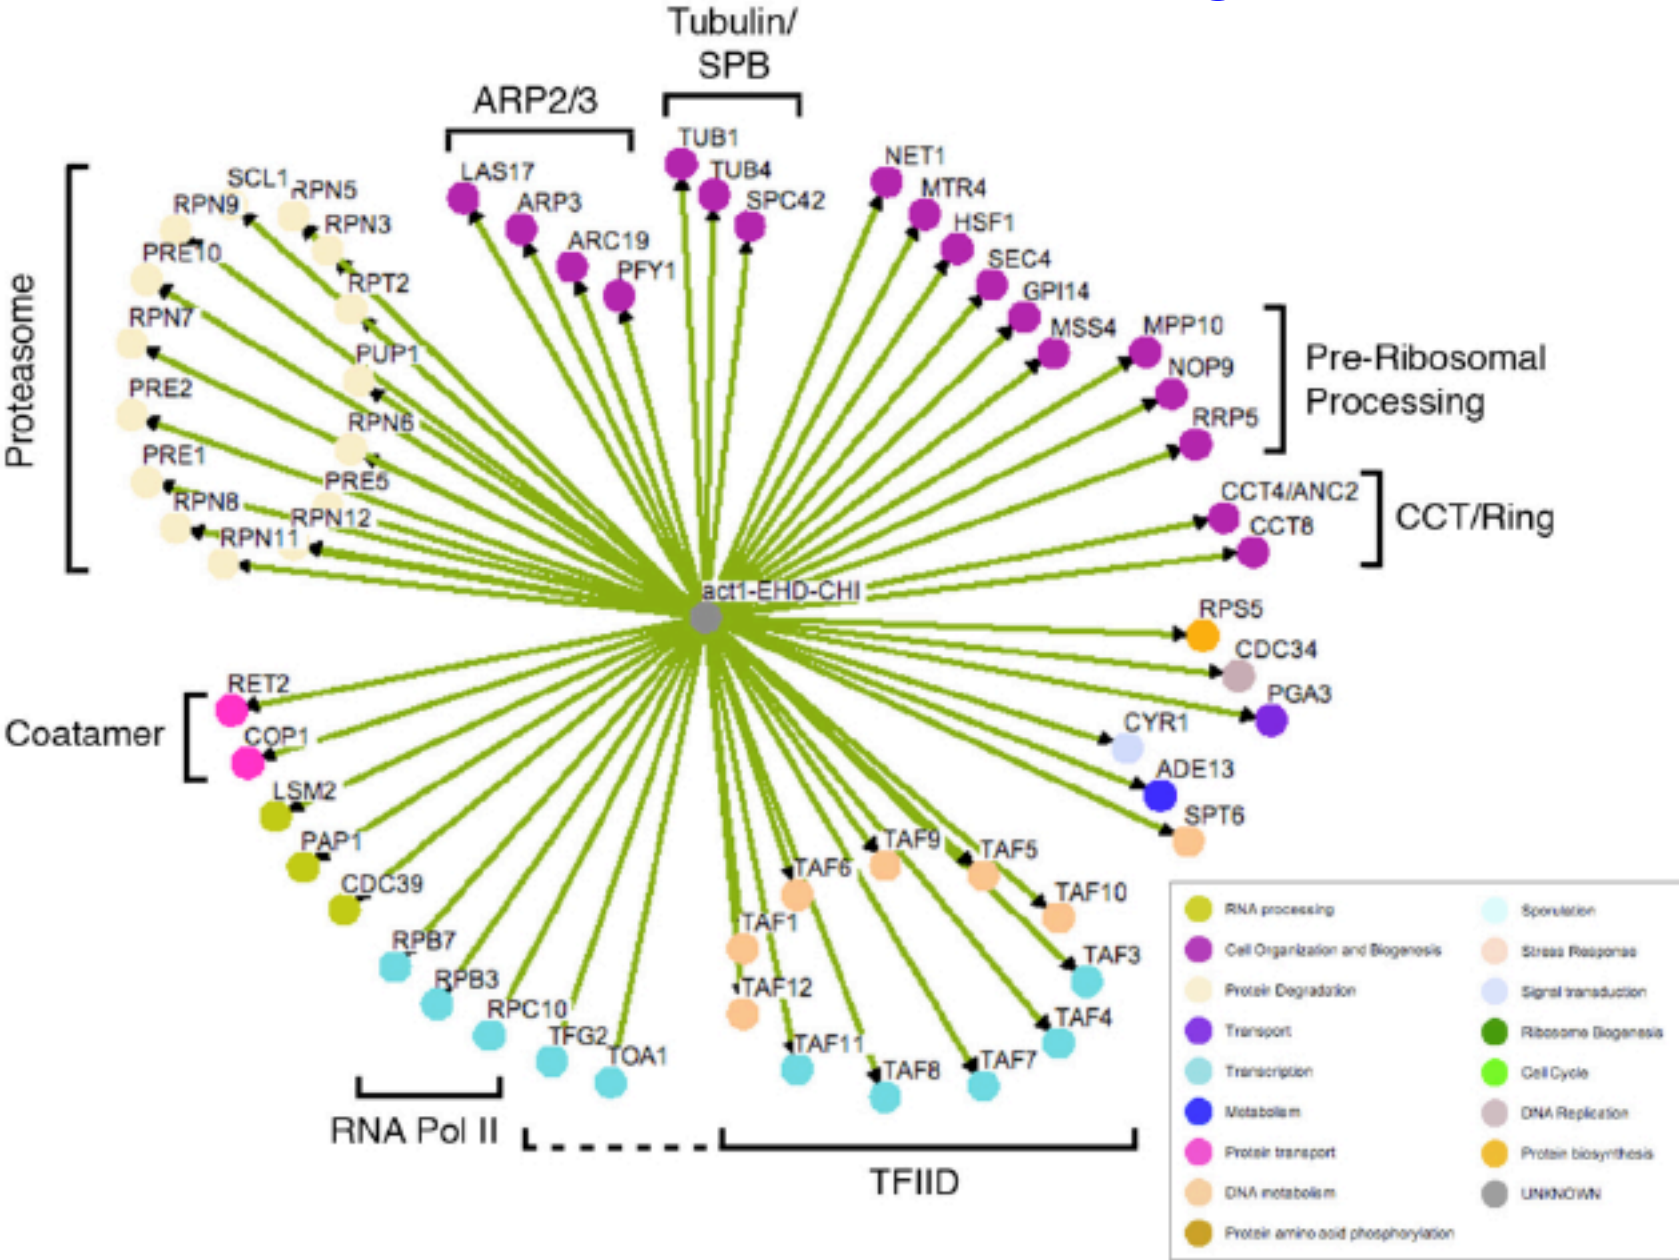 Tubulin/
SPB
ARP2/3
TUB1
TUB4
SPC42
LAS17
ARP3
ARC19
PFY1
NET1
MTR4
HSF1
SEC4
GPI14
MSS4
MPP10
NOP9
RRP5
Pre-Ribosomal
Processing
CCT4/ANC2
CCT8
CCT/Ring
Proteasome
SCL1
RPN5
RPN9
RPN3
PRE10
RPT2
RPN7
PUP1
PRE2
RPN6
PRE1
PRE5
RPN8
RPN12
RPN11
act1-EHD-CHI
RPS5
CDC34
PGA3
CYR1
ADE13
SPT6
Coatamer
RET2
COP1
LSM2
PAP1
CDC39
RPB7
RPB3
RPC10
TFG2
TOA1
RNA Pol II
TAF9
TAF5
TAF6
TAF10
TAF1
TAF3
TAF12
TAF4
TAF11
TAF8
TAF7
TFIID
RNA processing
Cell Organization and Biogenesis
Protein Degradation
Transport
Transcription
Metabolism
Protein transport
DNA metabolism
Protein amino acid phosphorylation
Sporulation
Stress Response
Signal transduction
Ribosome Biogenesis
Cell Cycle
DNA Replication
Protein biosynthesis
UNKNOWN